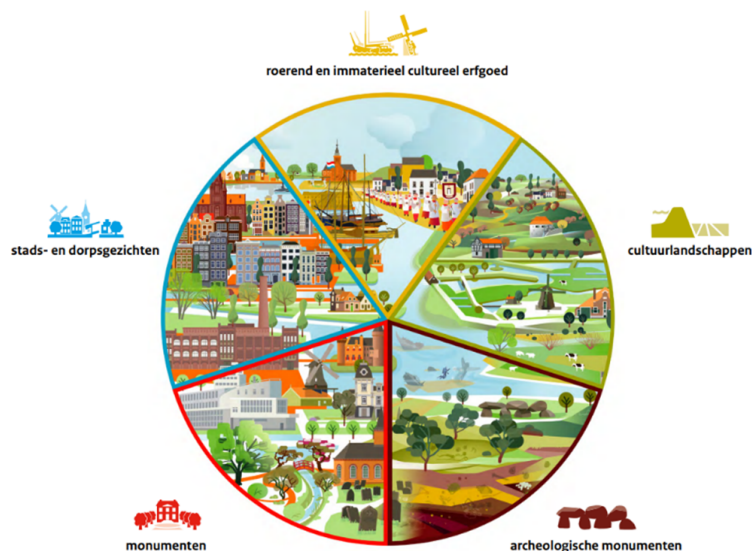 roerend en immaterieel cultureel erfgoed
stads- en dorpsgezichten
cultuurlandschappen
monumenten
archeologische monumenten